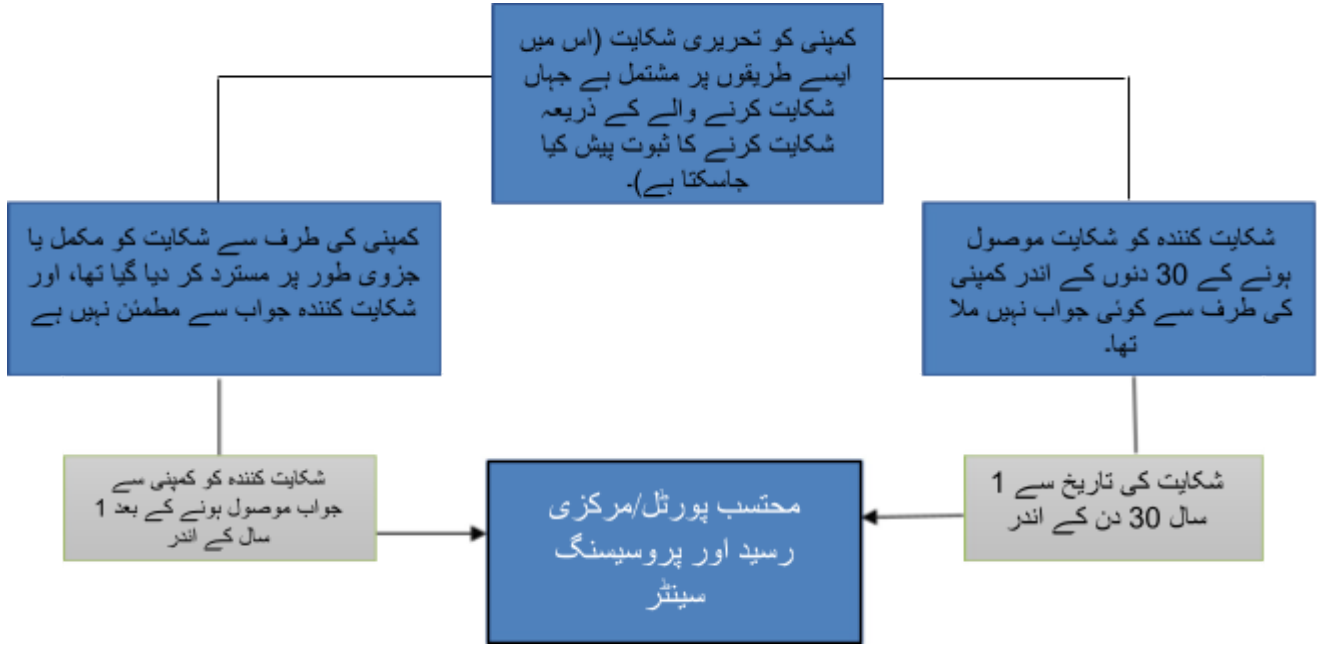 کمپنی کو تحریری شکایت (اس میں
ایسے طریقوں پر مشتمل ہے جہاں
شکایت کرنے والے کے ذریعہ
شکایت کرنے کا ثبوت پیش کیا
جاسکتا ہے)۔
شکایت کنندہ کو شکایت موصول
ہونے کے 30 دنوں کے اندر کمپنی
کی طرف سے کوئی جواب نہیں ملا
تھا۔
کمپنی کی طرف سے شکایت کو مکمل یا
جزوی طور پر مسترد کر دیا گیا تھا، اور
شکایت کنندہ جواب سے مطمئن نہیں ہے
شکایت کی تاریخ سے 1
سال 30 دن کے اندر
شکایت کنندہ کو کمپنی سے
جواب موصول ہونے کے بعد 1
سال کے اندر
محتسب پورٹل/مرکزی
رسید اور پروسیسنگ
سینٹر